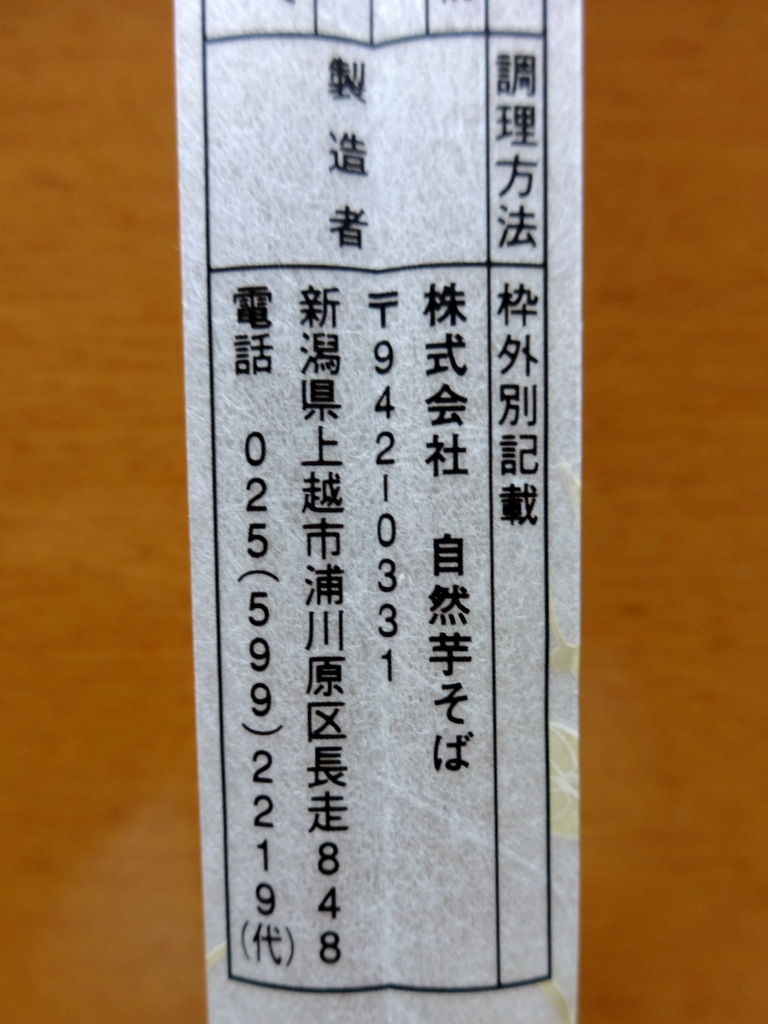 調理方法
枠外別記載
製造者
株式会社 自然芋そば
〒942-0331
新潟県上越市浦川原区長走848
電話 025(599)2219(代)